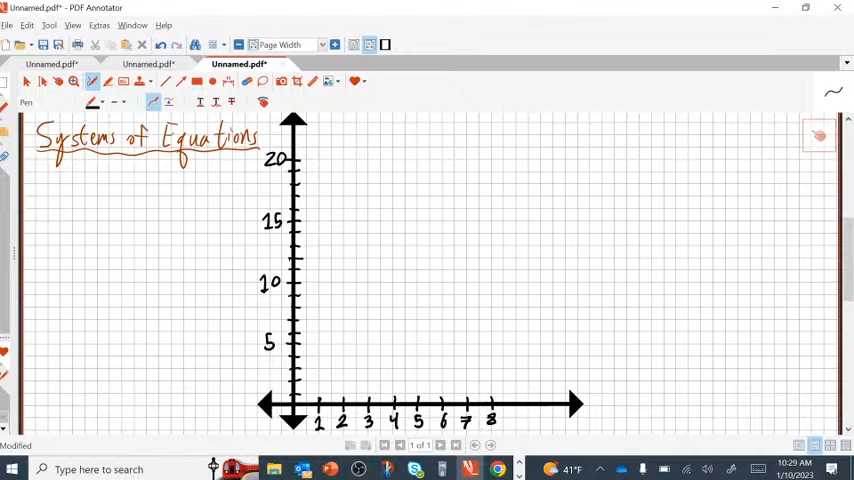 Unnamed.pdf* - PDF Annotator
File Edit Tool View Extras Window Help
Page Width
Unnamed.pdf* Unnamed.pdf* Unnamed.pdf*
Pen
Systems of Equations
20
15
10
5
1 2 3 4 5 6 7 8
1 of 1
Modified
Type here to search
41°F
10:29 AM
1/10/2023